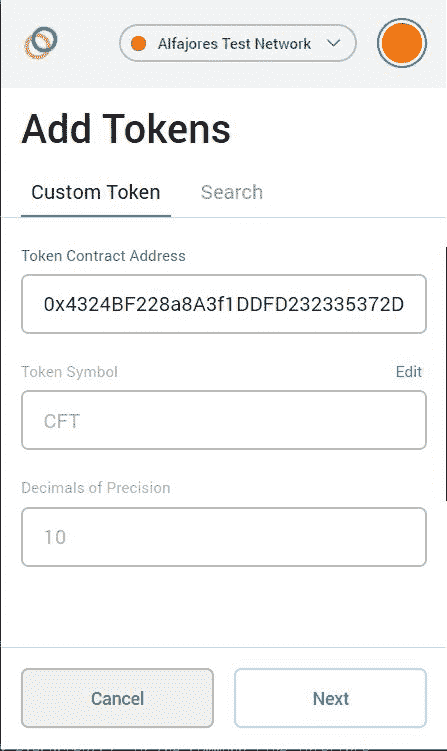 Alfajores Test Network
Add Tokens
Custom Token Search
Token Contract Address
0x4324BF228a8A3f1DDFD232335372D
Token Symbol Edit
CFT
Decimals of Precision
10
Cancel Next